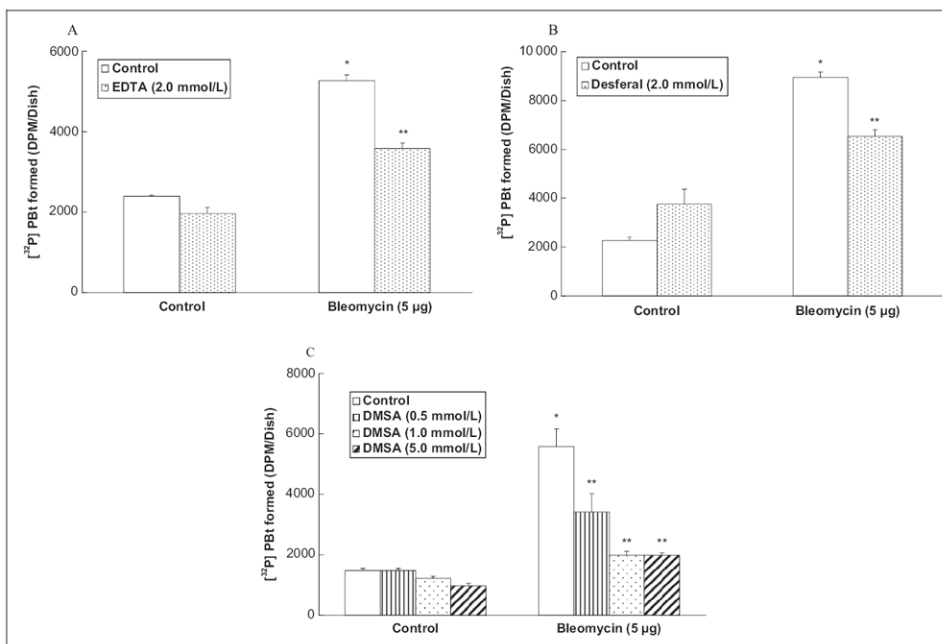 A
[32P] PBt formed (DPM/Dish)
6000
4000
2000
0
Control
EDTA (2.0 mmol/L)
*
**
Control
Bleomycin (5 µg)
B
[32P] PBt formed (DPM/Dish)
10 000
8000
6000
4000
2000
0
Control
Desferal (2.0 mmol/L)
*
**
Control
Bleomycin (5 µg)
C
[32P] PBt formed (DPM/Dish)
8000
6000
4000
2000
0
Control
DMSA (0.5 mmol/L)
DMSA (1.0 mmol/L)
DMSA (5.0 mmol/L)
*
**
** **
Control
Bleomycin (5 µg)